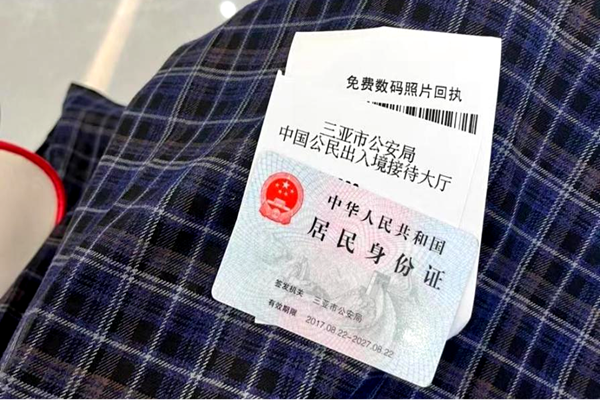 免费数码照片回执
三亚市公安局
中国公民出入境接待大厅
中华人民共和国
居民身份证
签发机关 三亚市公安局
有效期限 2017.08.22-2027.08.22